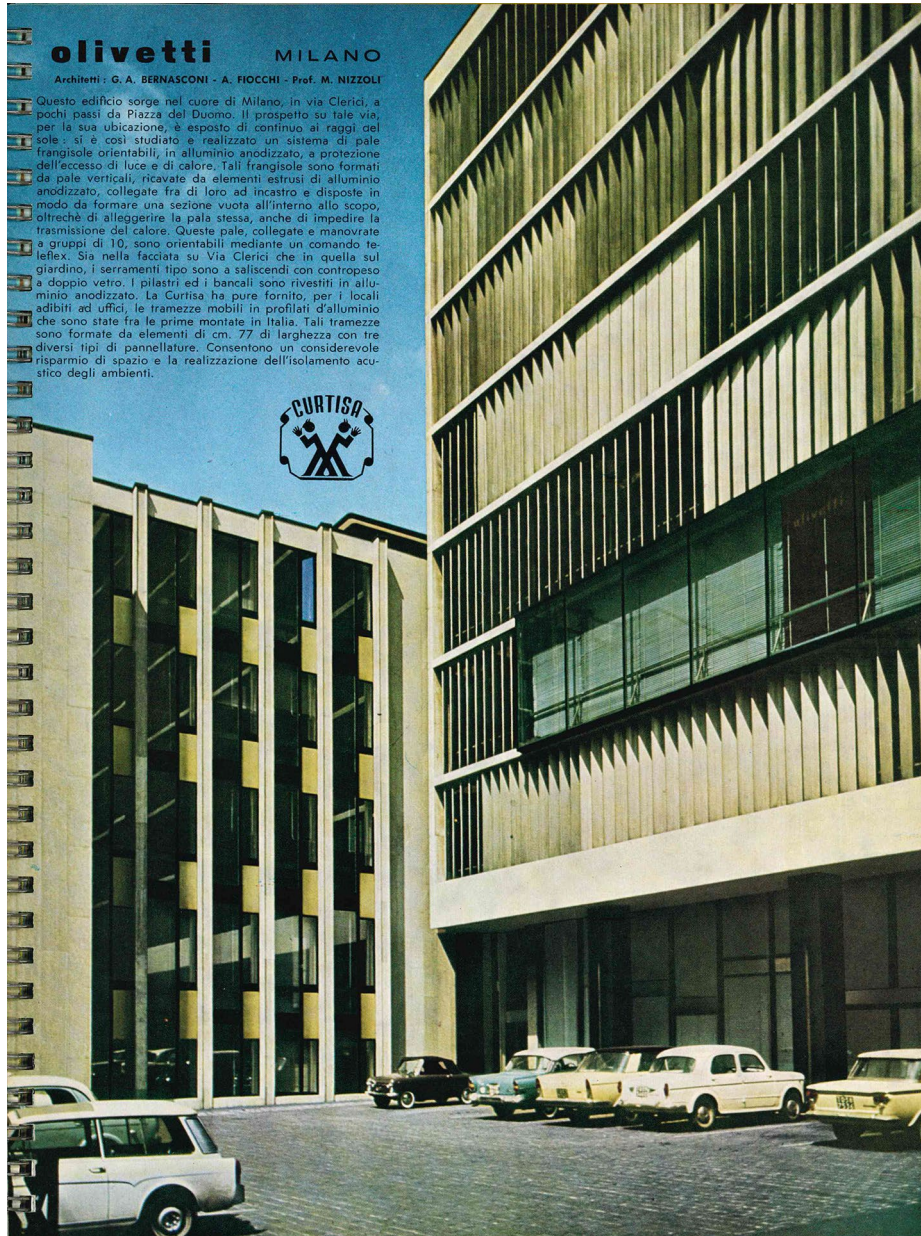 olivetti MILANO
Architetti : G. A. BERNASCONI - A. FIOCCHI - Prof. M. NIZZOLI
Questo edificio sorge nel cuore di Milano, in via Clerici, a
pochi passi da Piazza del Duomo. Il prospetto su tale via,
per la sua ubicazione, è esposto di continuo ai raggi del
sole : si è così studiato e realizzato un sistema di pale
frangisole orientabili, in alluminio anodizzato, a protezione
dell'eccesso di luce e di calore. Tali frangisole sono formati
da pale verticali, ricavate da elementi estrusi di alluminio
anodizzato, collegate fra di loro ad incastro e disposte in
modo da formare una sezione vuota all'interno allo scopo,
oltrechè di alleggerire la pala stessa, anche di impedire la
trasmissione del calore. Queste pale, collegate e manovrate
a gruppi di 10, sono orientabili mediante un comando te-
leflex. Sia nella facciata su Via Clerici che in quella sul
giardino, i serramenti tipo sono a saliscendi con contropeso
a doppio vetro. I pilastri ed i bancali sono rivestiti in allu-
minio anodizzato. La Curtisa ha pure fornito, per i locali
adibiti ad uffici, le tramezze mobili in profilati d'alluminio
che sono state fra le prime montate in Italia. Tali tramezze
sono formate da elementi di cm. 77 di larghezza con tre
diversi tipi di pannellature. Consentono un considerevole
risparmio di spazio e la realizzazione dell'isolamento acu-
stico degli ambienti.
CURTISA
olivetti